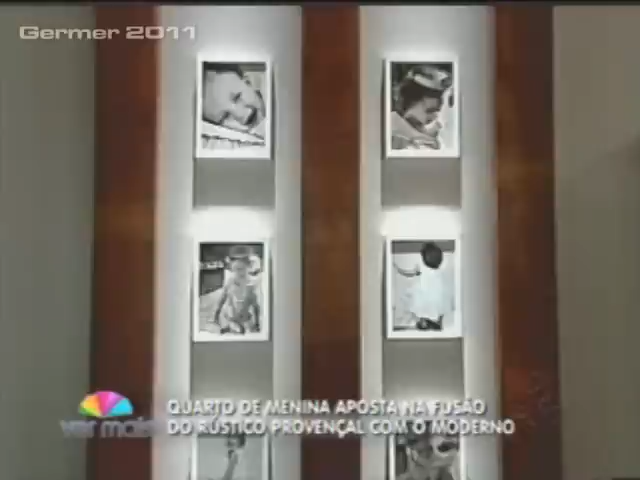 Germer 2011
QUARTO DE MENINA APOSTA NA FUSÃO
DO RÚSTICO PROVENÇAL COM O MODERNO
ver mais